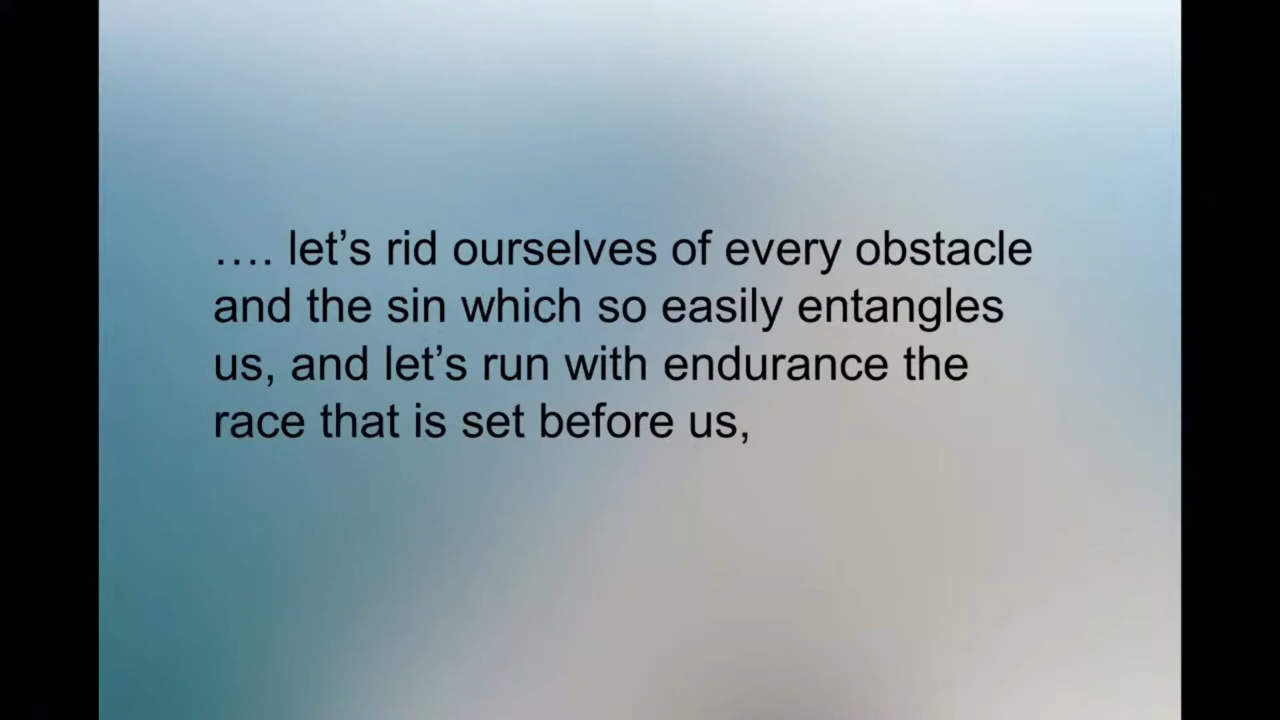 …. let’s rid ourselves of every obstacle
and the sin which so easily entangles
us, and let’s run with endurance the
race that is set before us,